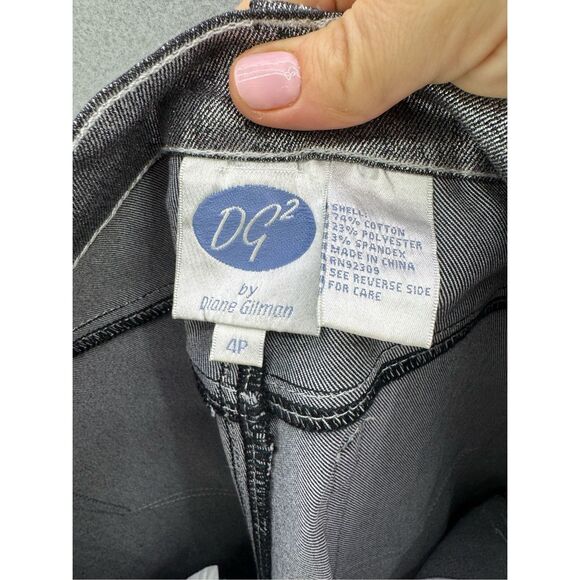 DG2
by
Diane Gilman
4P
SHELL:
74% COTTON
23% POLYESTER
3% SPANDEX
MADE IN CHINA
RN92309
SEE REVERSE SIDE
FOR CARE